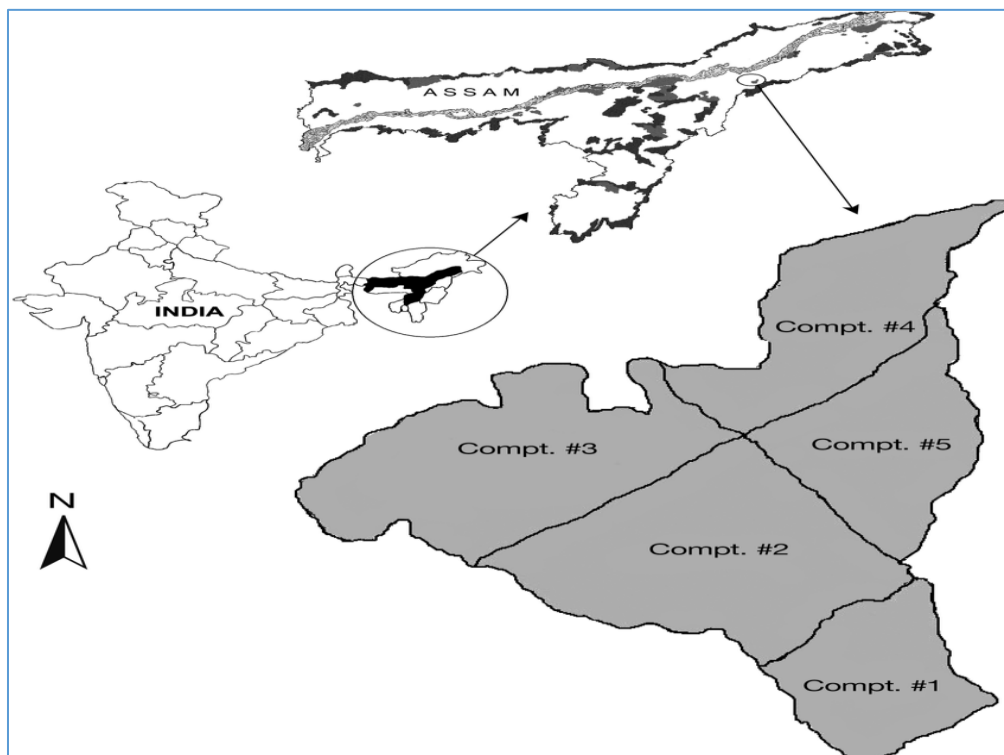 ASSAM
INDIA
Compt. #4
Compt. #3
Compt. #5
N
Compt. #2
Compt. #1